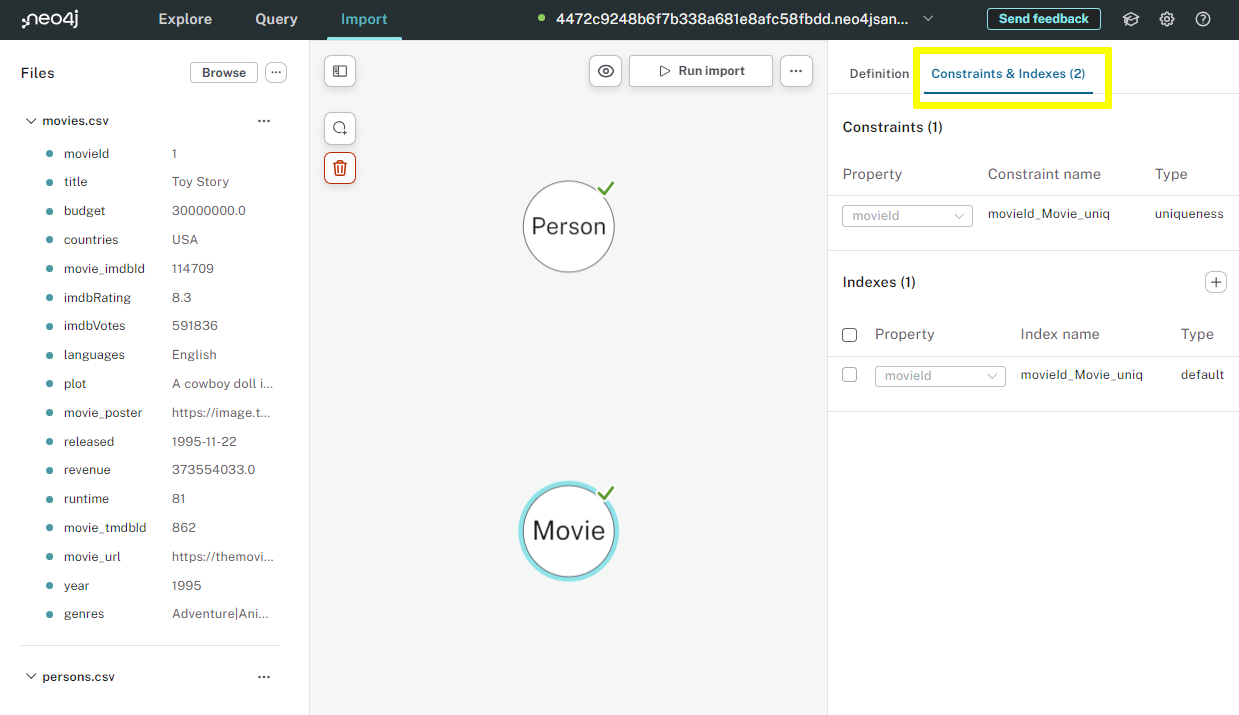 neo4j Explore Query Import 4472c9248b6f7b338a681e8afc58fbdd.neo4jsan... Send feedback
Files Browse
movies.csv
movieId 1
title Toy Story
budget 30000000.0
countries USA
movie_imdbId 114709
imdbRating 8.3
imdbVotes 591836
languages English
plot A cowboy doll i...
movie_poster https://image.t...
released 1995-11-22
revenue 373554033.0
runtime 81
movie_tmdbId 862
movie_url https://themovi...
year 1995
genres Adventure|Ani...
persons.csv
Run import
Person
Movie
Definition Constraints & Indexes (2)
Constraints (1)
Property Constraint name Type
movieId movieId_Movie_uniq uniqueness
Indexes (1)
Property Index name Type
movieId movieId_Movie_uniq default